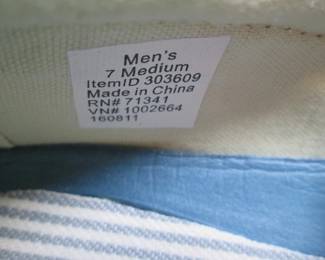 Men's
7 Medium
ItemID 303609
Made in China
RN# 71341
VN# 1002664
160811